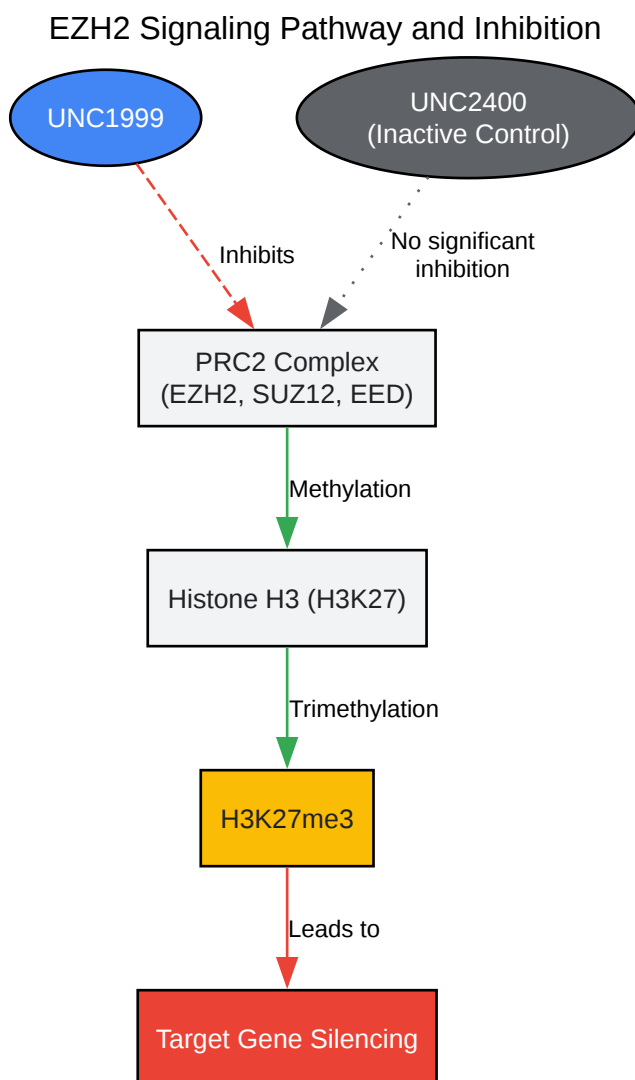 EZH2 Signaling Pathway and Inhibition
UNC1999
UNC2400
(Inactive Control)
Inhibits
No significant
inhibition
PRC2 Complex
(EZH2, SUZ12, EED)
Methylation
Histone H3 (H3K27)
Trimethylation
H3K27me3
Leads to
Target Gene Silencing